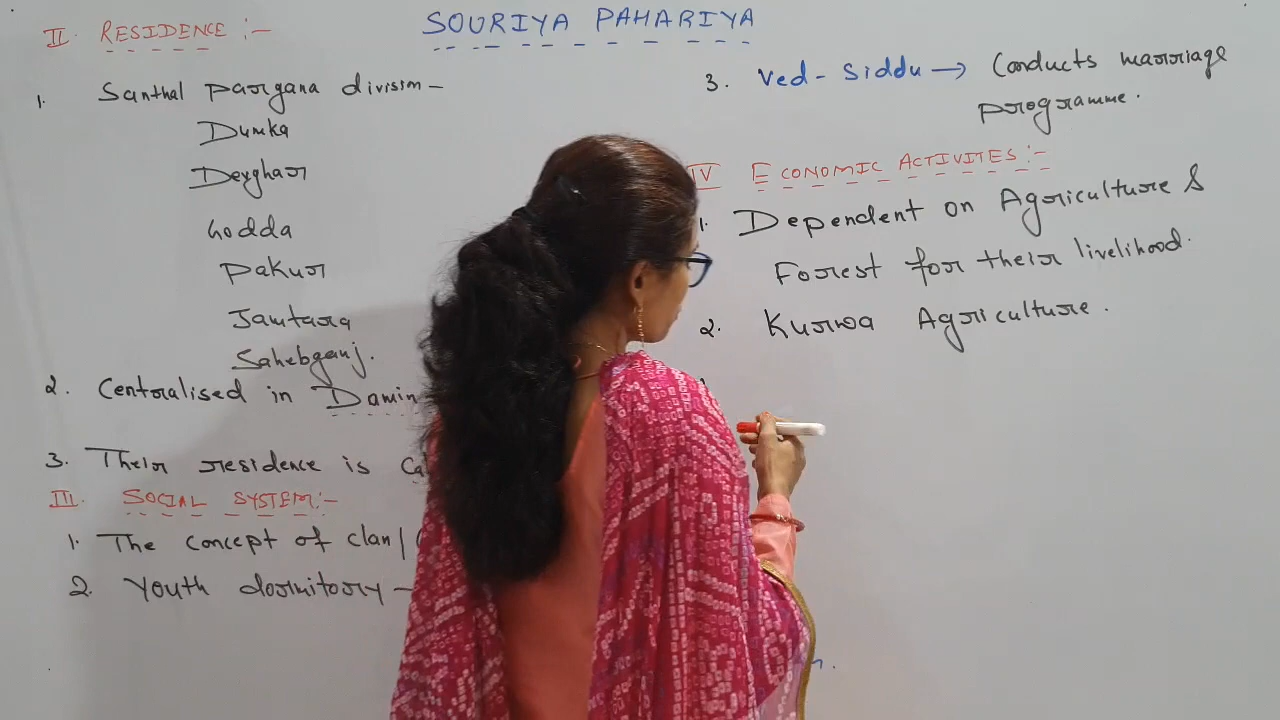 SOURIYA PAHARIYA
II RESIDENCE :-
1. Santhal pargana division -
Dumka
Deyghar
Godda
Pakur
Jamtara
Sahebganj.
2. Centralised in Damin
3. Their residence is
III. SOCIAL SYSTEM:-
1. The concept of clan/
2. Youth dormitory -
3. Ved-Siddu → Conducts marriage
programme.
IV ECONOMIC ACTIVITES :-
1. Dependent on Agriculture &
Forest for their livelihood.
2. Kurwa Agriculture.